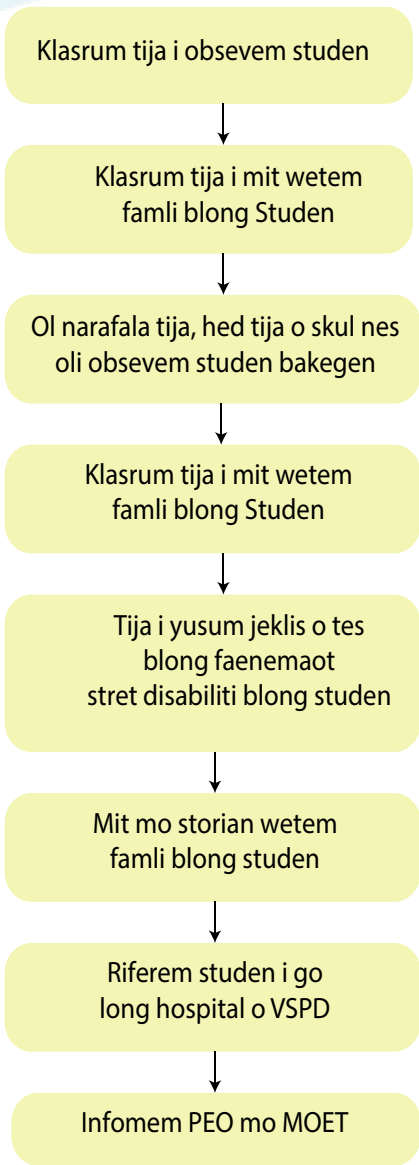 Klasrum tija i obsevem studen
Klasrum tija i mit wetem
famli blong Studen
Ol narafala tija, hed tija o skul nes
oli obsevem studen bakegen
Klasrum tija i mit wetem
famli blong Studen
Tija i yusum jeklis o tes
blong faenemaot
stret disabiliti blong studen
Mit mo storian wetem
famli blong studen
Riferem studen i go
long hospital o VSPD
Infomem PEO mo MOET